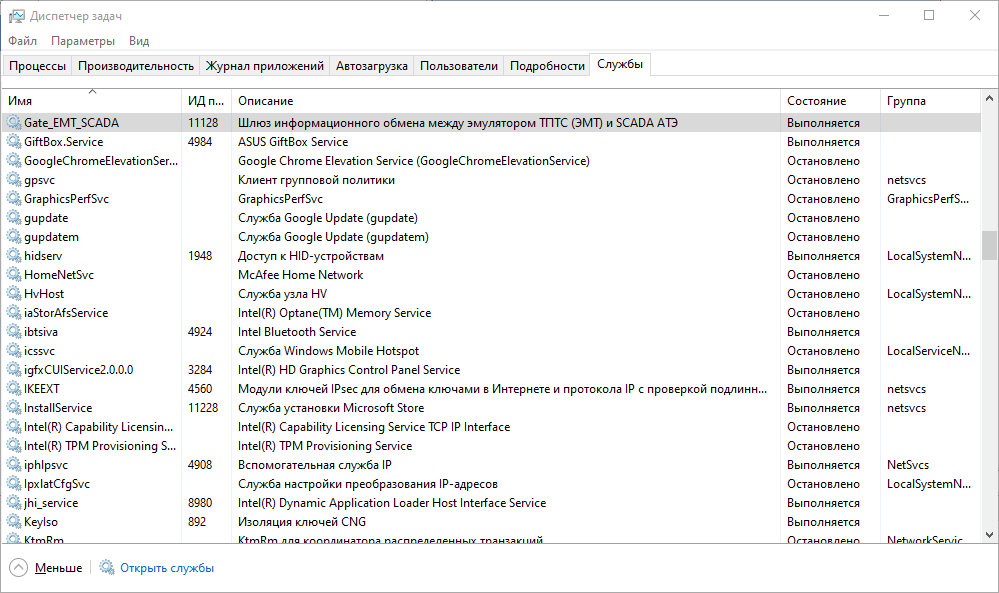 Диспетчер задач
Файл Параметры Вид
Процессы Производительность Журнал приложений Автозагрузка Пользователи Подробности Службы
Имя ИД п... Описание Состояние Группа
Gate_EMT_SCADA 11128 Шлюз информационного обмена между эмулятором ТПТС (ЭМТ) и SCADA АТЭ Выполняется
GiftBox.Service 4984 ASUS GiftBox Service Выполняется
GoogleChromeElevationSer... Google Chrome Elevation Service (GoogleChromeElevationService) Остановлено
gpsvc Клиент групповой политики Остановлено netsvcs
GraphicsPerfSvc GraphicsPerfSvc Остановлено GraphicsPerfS...
gupdate Служба Google Update (gupdate) Остановлено
gupdatem Служба Google Update (gupdatem) Остановлено
hidserv 1948 Доступ к HID-устройствам Выполняется LocalSystemN...
HomeNetSvc McAfee Home Network Остановлено
HvHost Служба узла HV Остановлено LocalSystemN...
iaStorAfsService Intel(R) Optane(TM) Memory Service Остановлено
ibtsiva 4924 Intel Bluetooth Service Выполняется
icssvc Служба Windows Mobile Hotspot Остановлено LocalServiceN...
igfxCUIService2.0.0.0 3284 Intel(R) HD Graphics Control Panel Service Выполняется
IKEEXT 4560 Модули ключей IPsec для обмена ключами в Интернете и протокола IP с проверкой подлинн... Выполняется netsvcs
InstallService 11228 Служба установки Microsoft Store Выполняется netsvcs
Intel(R) Capability Licensin... Intel(R) Capability Licensing Service TCP IP Interface Остановлено
Intel(R) TPM Provisioning S... Intel(R) TPM Provisioning Service Остановлено
iphlpsvc 4908 Вспомогательная служба IP Выполняется NetSvcs
IpxlatCfgSvc Служба настройки преобразования IP-адресов Остановлено LocalSystemN...
jhi_service 8980 Intel(R) Dynamic Application Loader Host Interface Service Выполняется
KeyIso 892 Изоляция ключей CNG Выполняется
KtmRm KtmRm для координатора распределенных транзакций Остановлено NetworkServic...
Меньше Открыть службы